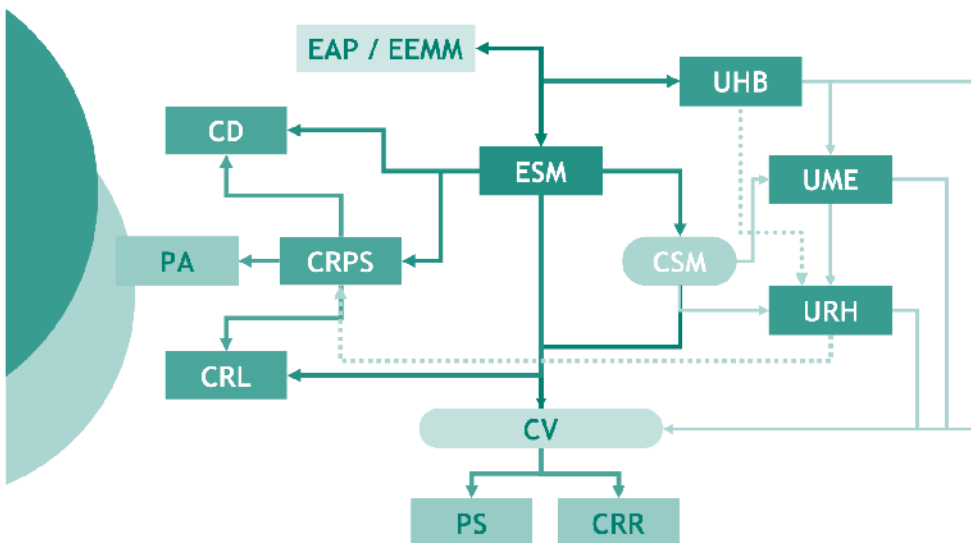 EAP / EEMM
UHB
CD
ESM
UME
PA
CRPS
CSM
URH
CRL
CV
PS
CRR